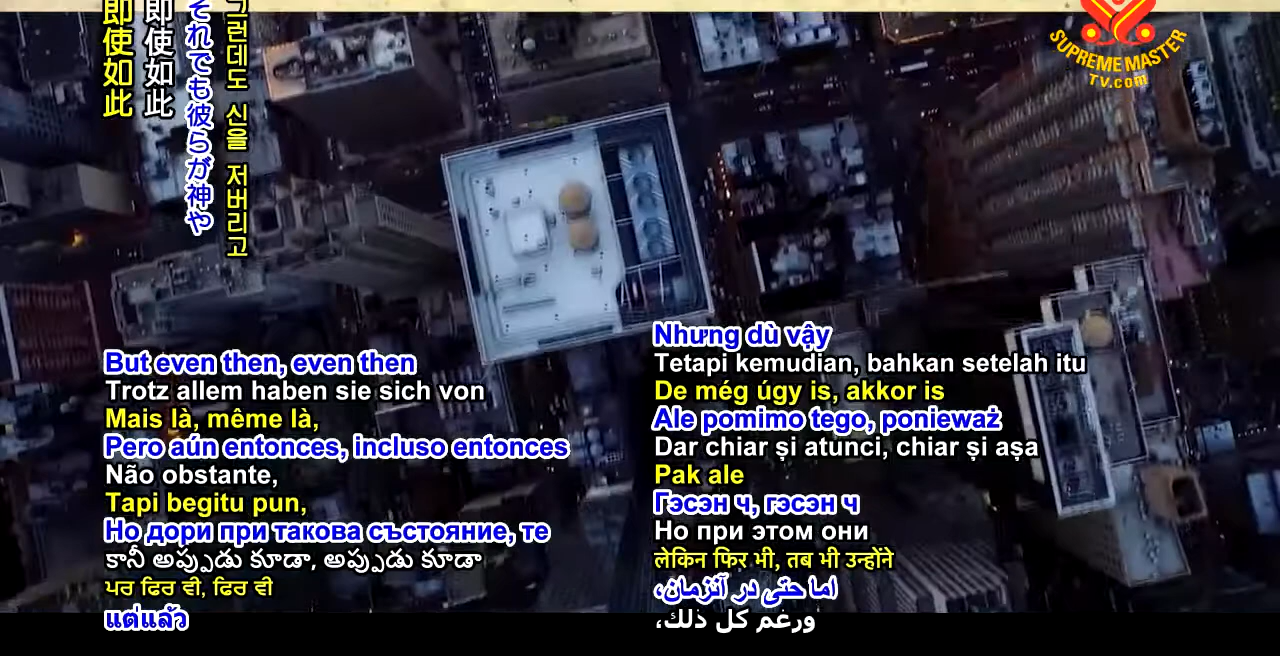 即使如此
即使如此
それでも彼らが神や
그런데도 신을 저버리고
SUPREME MASTER
TV.com
But even then, even then
Trotz allem haben sie sich von
Mais là, même là,
Pero aún entonces, incluso entonces
Não obstante,
Tapi begitu pun,
Но дори при такова състояние, те
కానీ అప్పుడు కూడా, అప్పుడు కూడా
ਪਰ ਫਿਰ ਵੀ, ਫਿਰ ਵੀ
แต่แล้ว
Nhưng dù vậy
Tetapi kemudian, bahkan setelah itu
De még úgy is, akkor is
Ale pomimo tego, ponieważ
Dar chiar și atunci, chiar și așa
Pak ale
Гэсэн ч, гэсэн ч
Но при этом они
लेकिन फिर भी, तब भी उन्होंने
اما حتی در آنزمان،
ورغم كل ذلك،